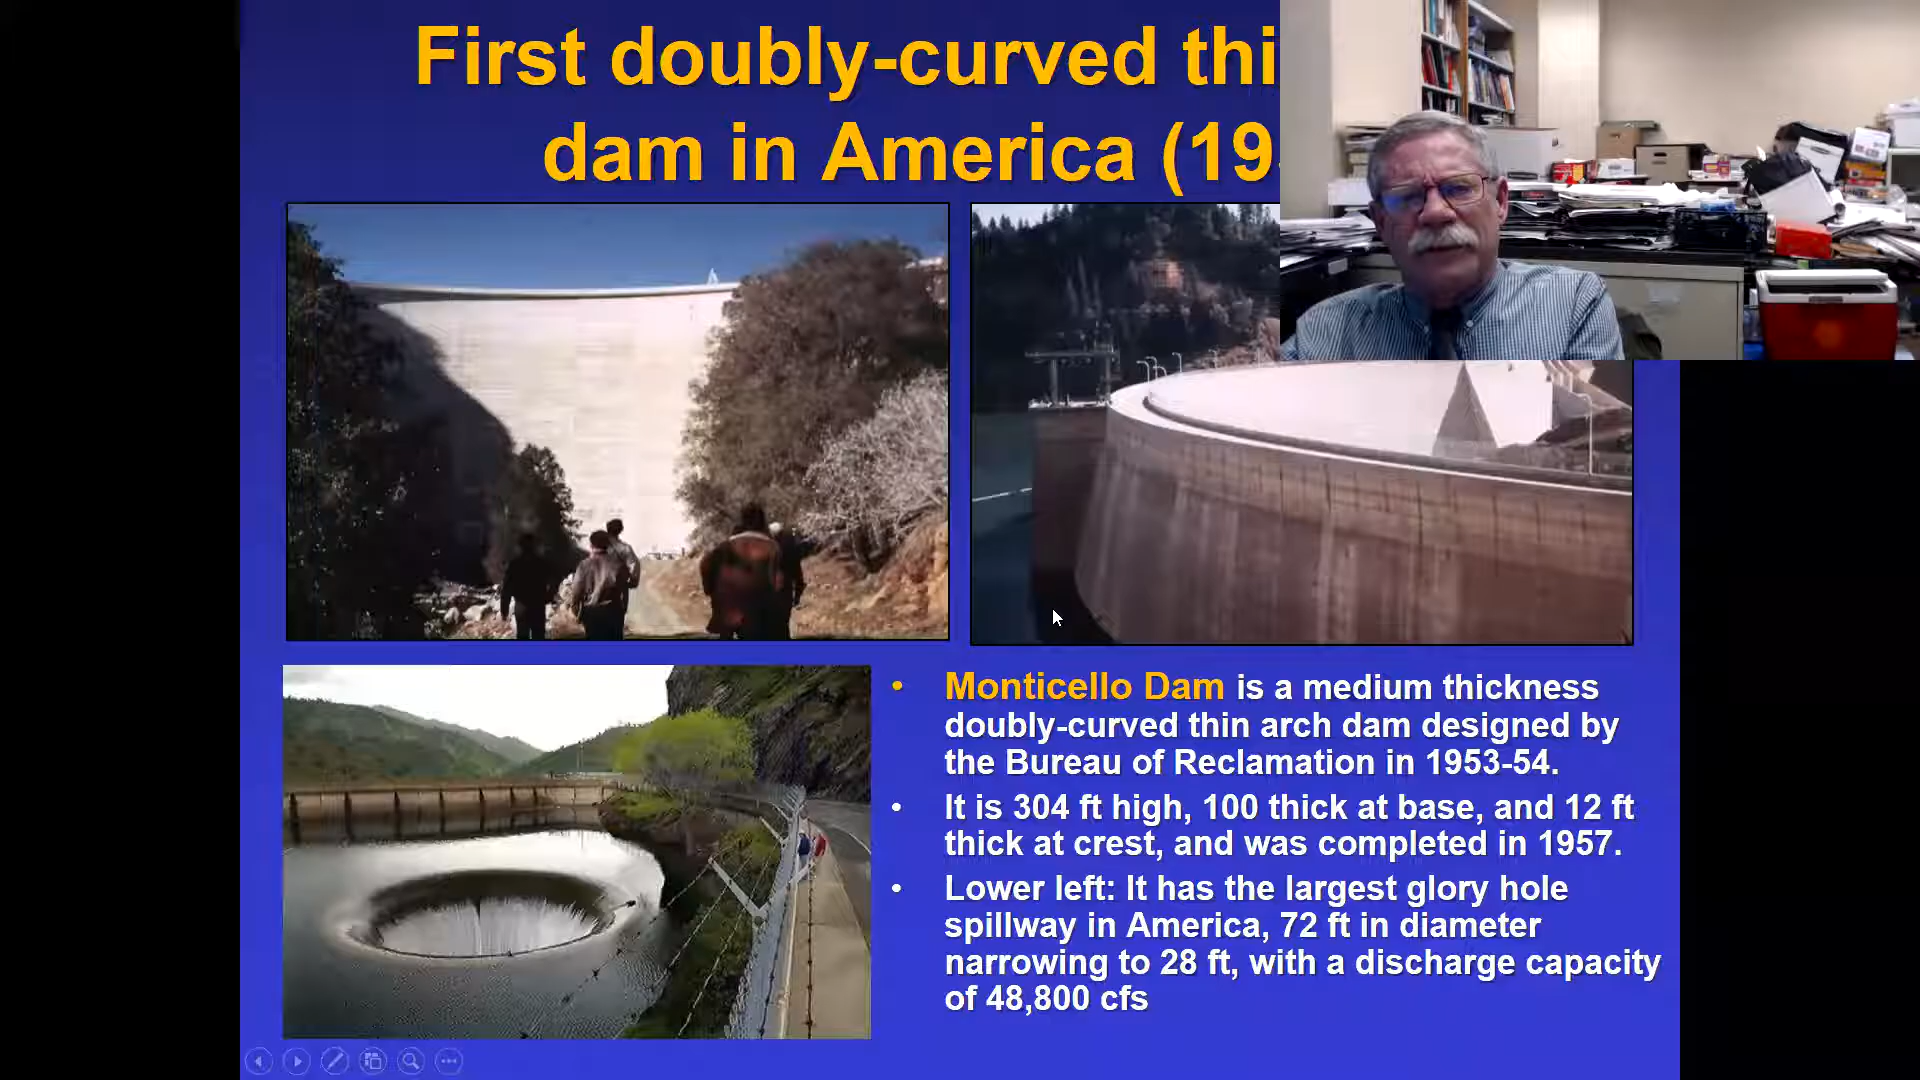 First doubly-curved
dam in America
• Monticello Dam is a medium thickness
doubly-curved thin arch dam designed by
the Bureau of Reclamation in 1953-54.
• It is 304 ft high, 100 thick at base, and 12 ft
thick at crest, and was completed in 1957.
• Lower left: It has the largest glory hole
spillway in America, 72 ft in diameter
narrowing to 28 ft, with a discharge capacity
of 48,800 cfs